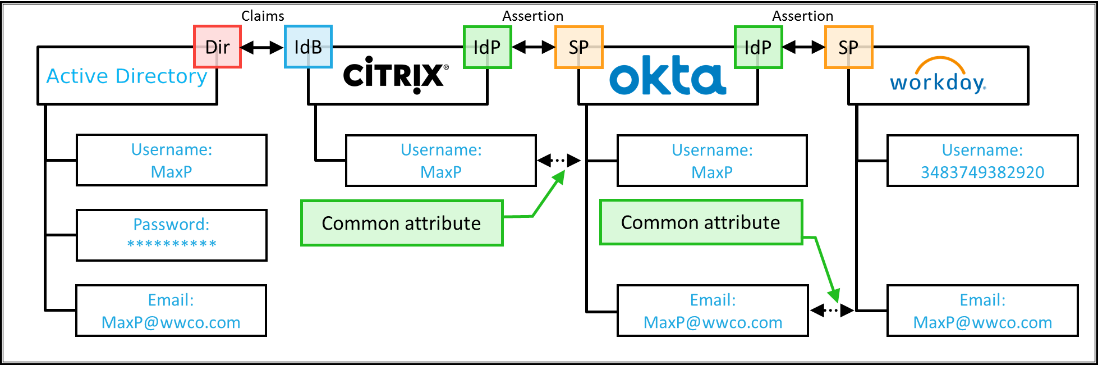 Claims
Assertion
Assertion
Dir
IdB
IdP
SP
IdP
SP
Active Directory
CiTRIX®
okta
workday.
Username:
MaxP
Username:
MaxP
Username:
MaxP
Username:
3483749382920
Password:
**********
Common attribute
Common attribute
Email:
MaxP@wwco.com
Email:
MaxP@wwco.com
Email:
MaxP@wwco.com